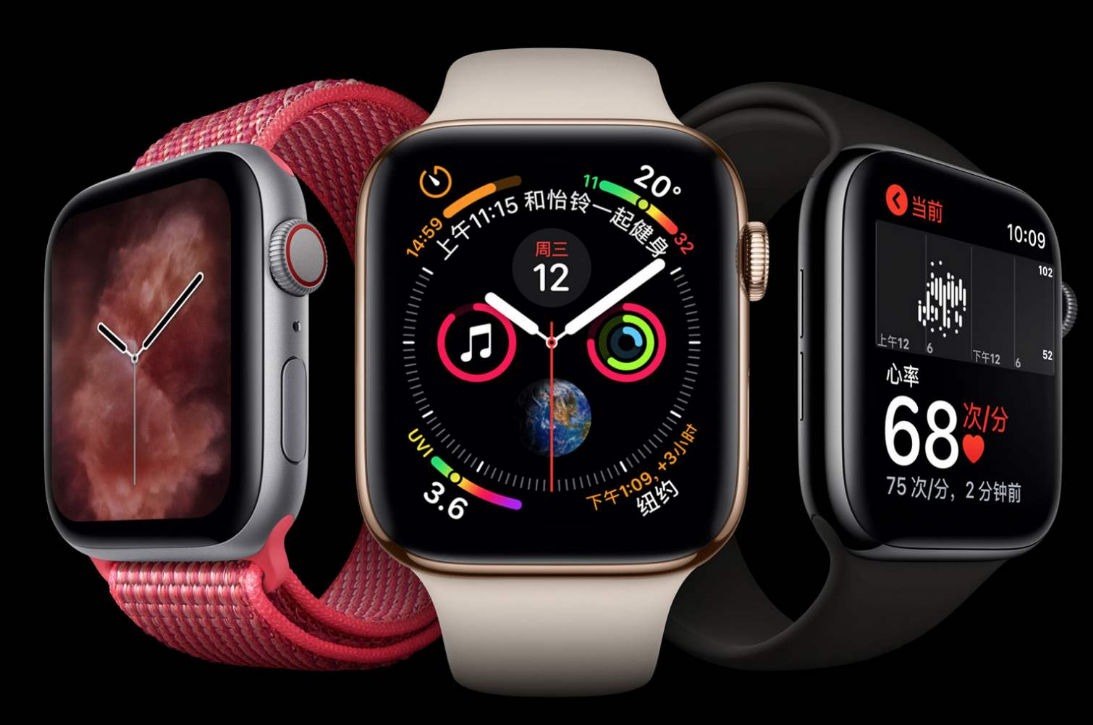 14:59
上午11:15 和怡铃一起健身
11
20°
32
周三
12
UVI
3.6
下午1:09, +3小时
纽约
当前
10:09
102
52
上午12
6
下午12
6
心率
68
次/分
75 次/分，2 分钟前